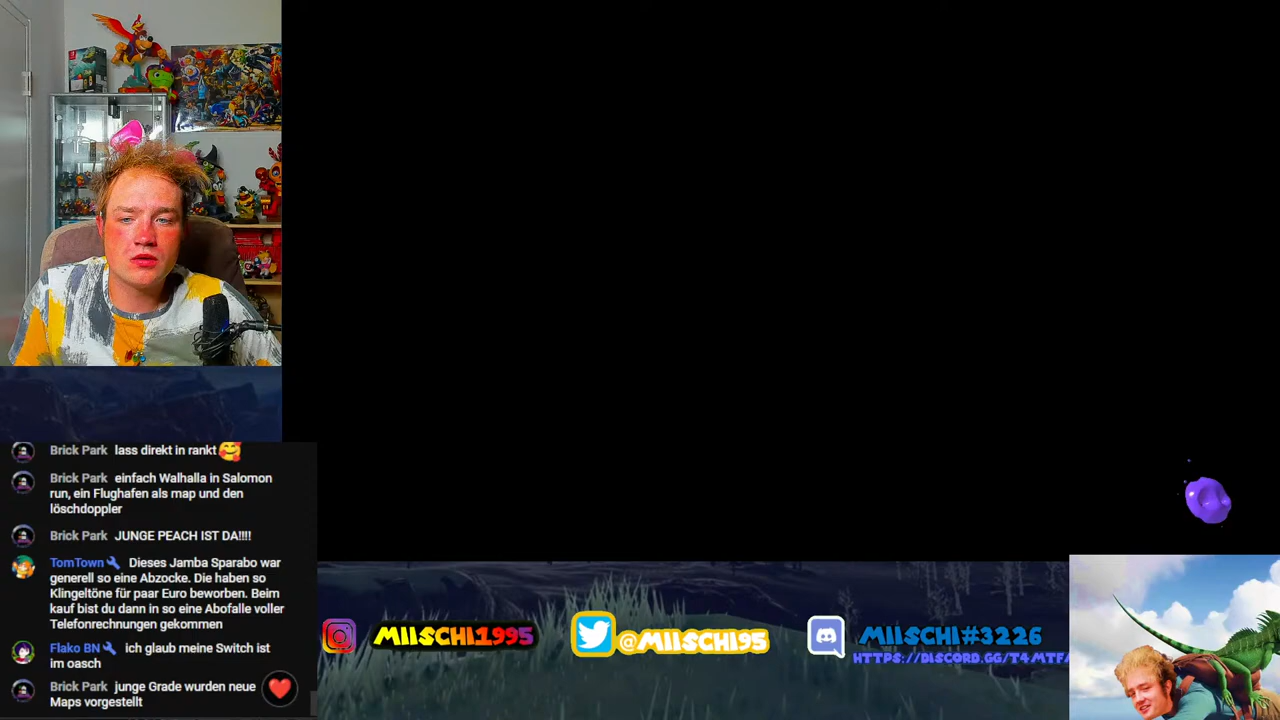 Brick Park lass direkt in rankt
Brick Park einfach Walhalla in Salomon
run, ein Flughafen als map und den
löschdoppler
Brick Park JUNGE PEACH IST DA!!!!
TomTown Dieses Jamba Sparabo war
generell so eine Abzocke. Die haben so
Klingeltöne für paar Euro beworben. Beim
kauf bist du dann in so eine Abofalle voller
Telefonrechnungen gekommen
Flako BN ich glaub meine Switch ist
im oasch
Brick Park junge Grade wurden neue
Maps vorgestellt
MIISCHI1995
@MIISCHI95
MIISCHI#3226
HTTPS://DISCORD.GG/T4MTF